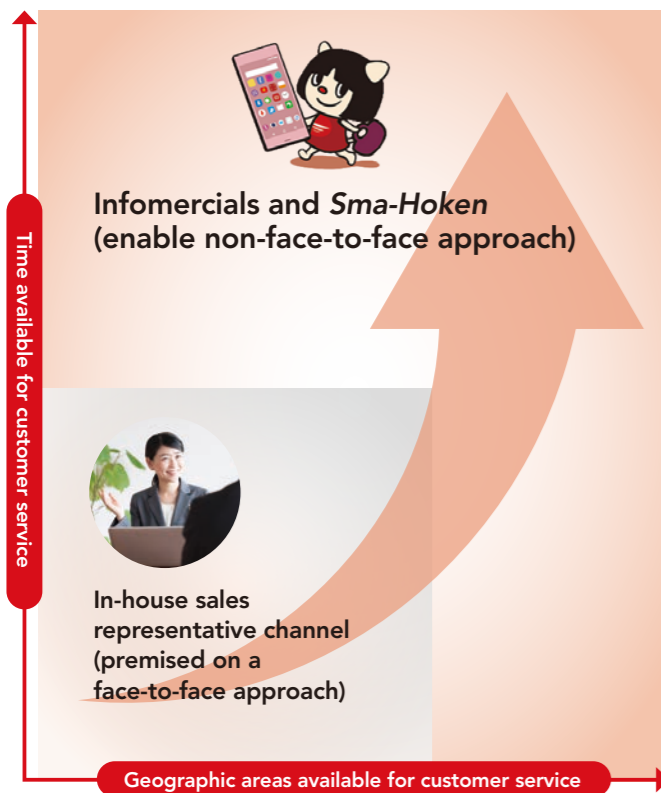 Infomercials and Sma-Hoken
(enable non-face-to-face approach)
Time available for customer service
In-house sales
representative channel
(premised on a
face-to-face approach)
Geographic areas available for customer service